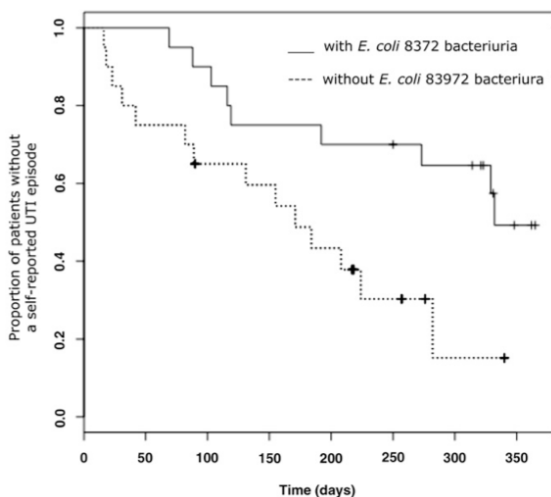 with E. coli 8372 bacteriuria
without E. coli 83972 bacteriura
Proportion of patients without
a self-reported UTI episode
1.0
0.8
0.6
0.4
0.2
0.0
0 50 100 150 200 250 300 350
Time (days)